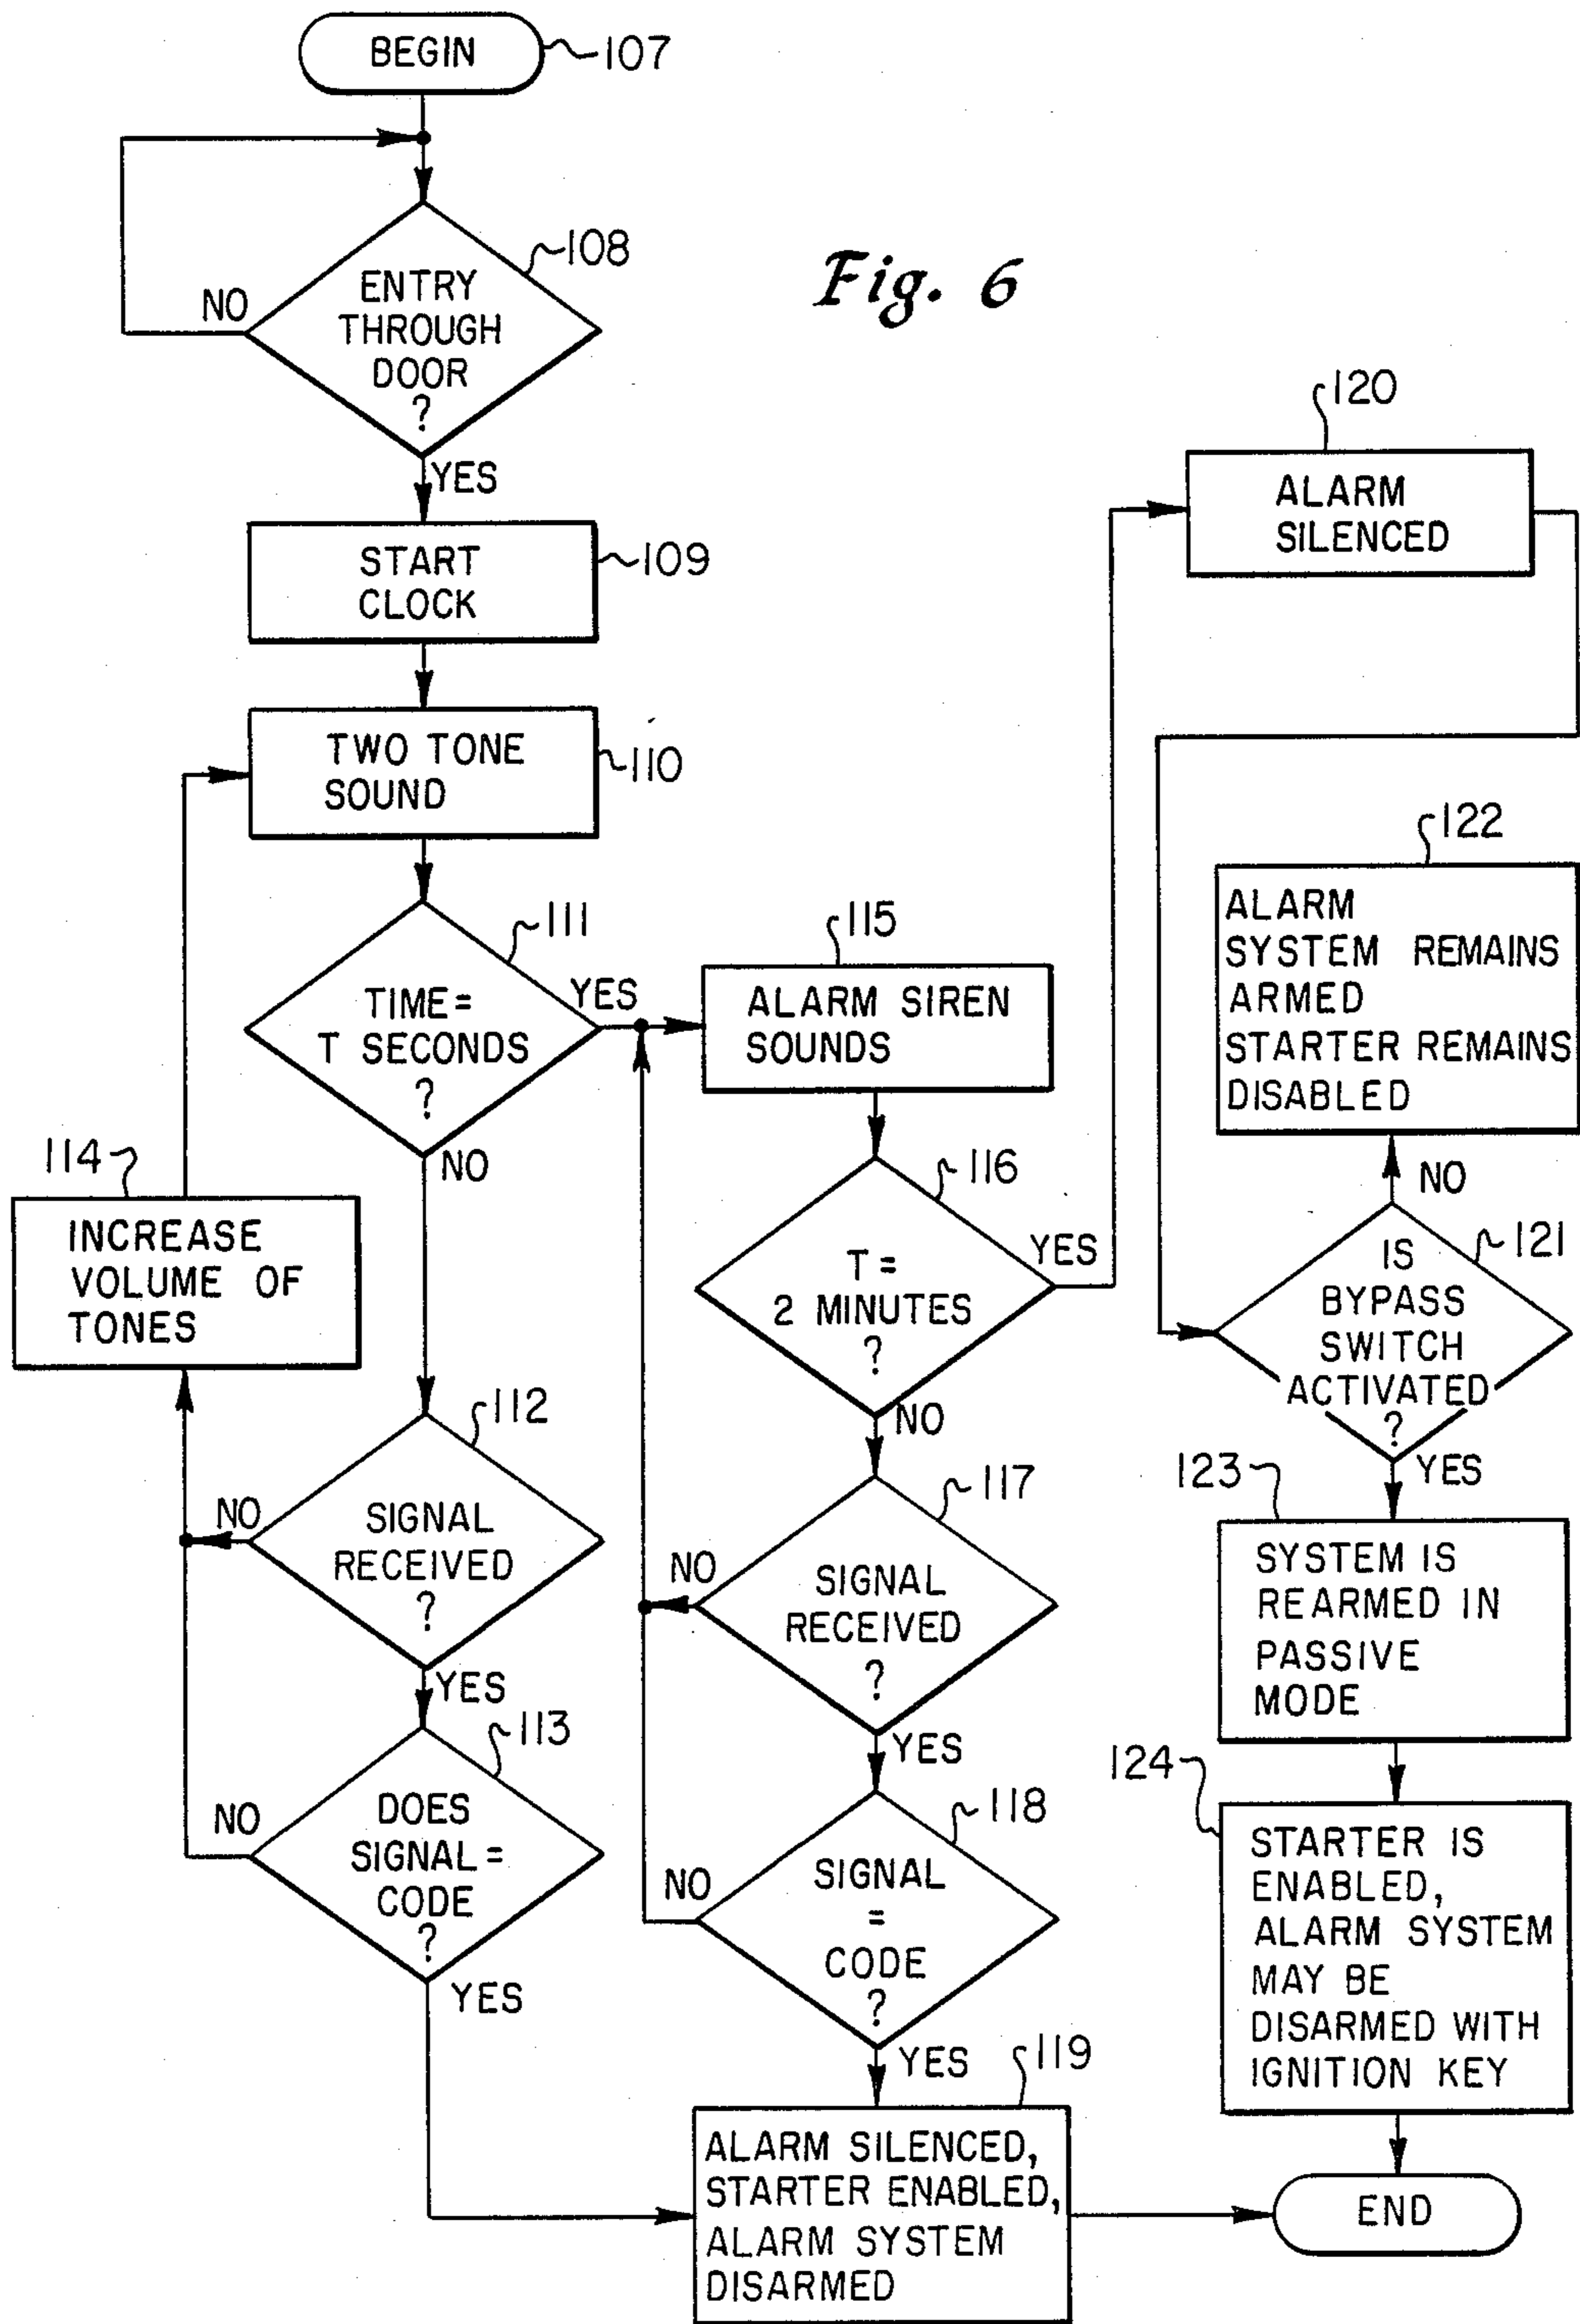 BEGIN
107
108
ENTRY
THROUGH
DOOR
?
NO
YES
Fig. 6
START
CLOCK
109
TWO TONE
SOUND
110
111
TIME=
T SECONDS
?
YES
NO
114
INCREASE
VOLUME OF
TONES
112
SIGNAL
RECEIVED
?
NO
YES
113
DOES
SIGNAL=
CODE
?
NO
YES
115
ALARM SIREN
SOUNDS
116
T=
2 MINUTES
?
YES
NO
117
SIGNAL
RECEIVED
?
NO
YES
118
SIGNAL
=
CODE
?
NO
YES
119
ALARM SILENCED,
STARTER ENABLED,
ALARM SYSTEM
DISARMED
120
ALARM
SILENCED
122
ALARM
SYSTEM REMAINS
ARMED
STARTER REMAINS
DISABLED
NO
121
IS
BYPASS
SWITCH
ACTIVATED
?
YES
123
SYSTEM IS
REARMED IN
PASSIVE
MODE
124
STARTER IS
ENABLED,
ALARM SYSTEM
MAY BE
DISARMED WITH
IGNITION KEY
END